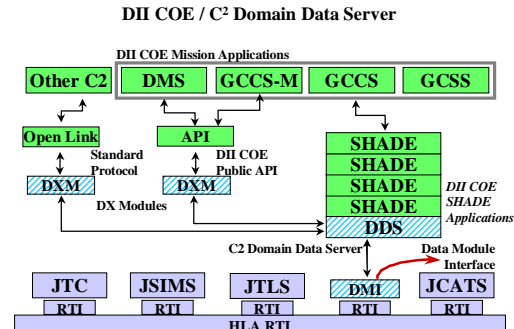 DII COE / C² Domain Data Server
DII COE Mission Applications
Other C2
DMS
GCCS-M
GCCS
GCSS
Open Link
API
SHADE
SHADE
SHADE
SHADE
DDS
Standard
Protocol
DII COE
Public API
DII COE
SHADE
Applications
DXM
DXM
DX Modules
C2 Domain Data Server
Data Module
Interface
JTC
JSIMS
JTLS
DMI
JCATS
RTI
RTI
RTI
RTI
RTI
HLA RTI